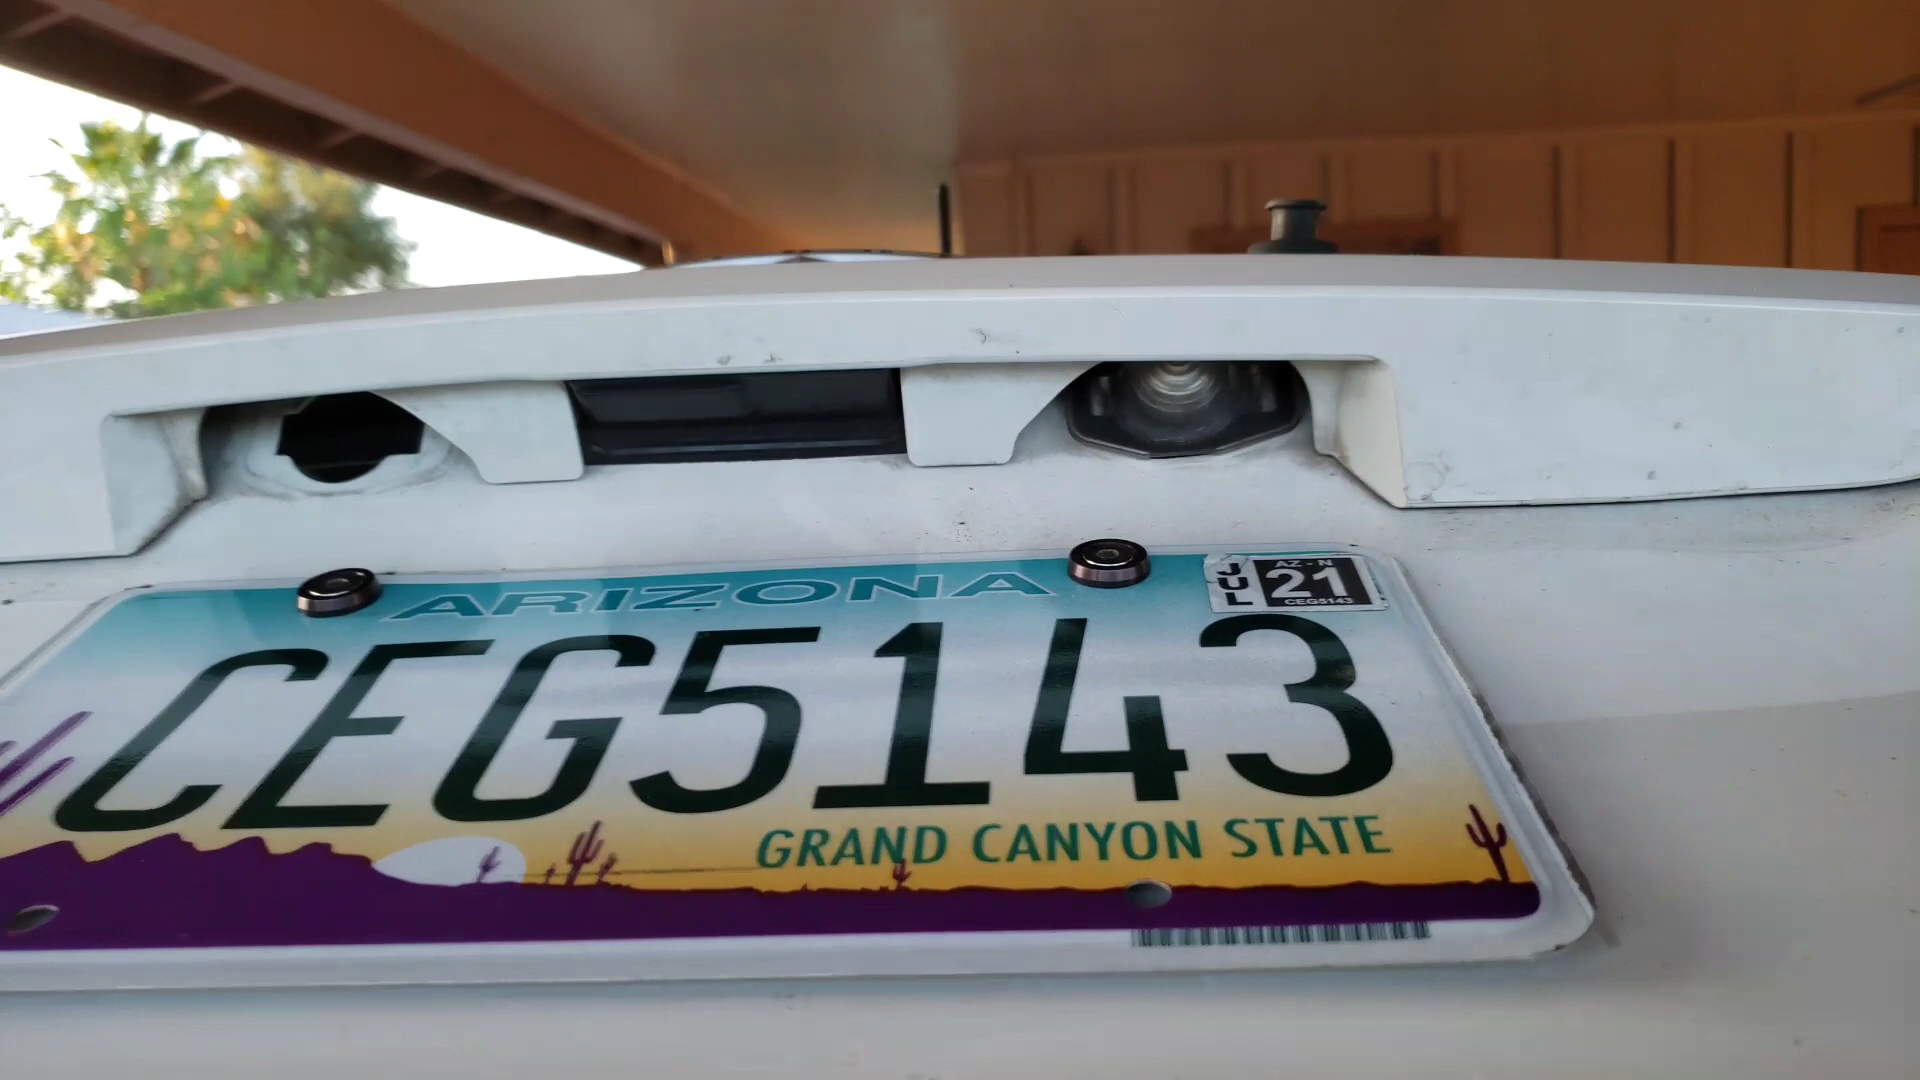 ARIZONA
JUL
AZ - N
21
CEG5143
CEG5143
GRAND CANYON STATE